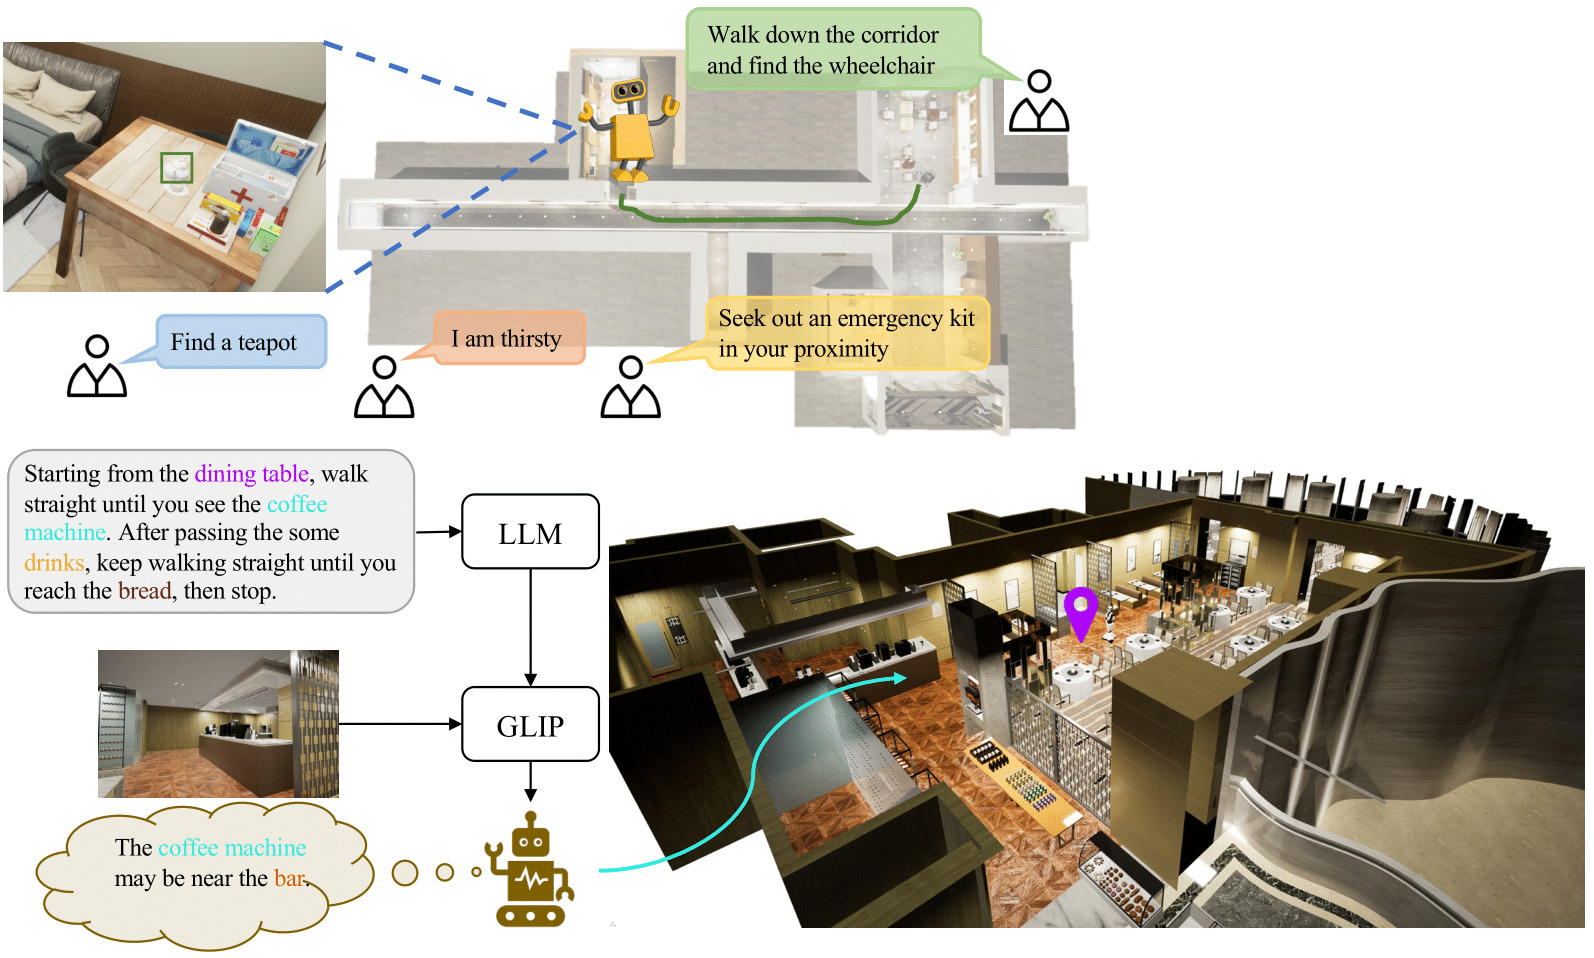 Walk down the corridor
and find the wheelchair
Find a teapot
I am thirsty
Seek out an emergency kit
in your proximity
Starting from the dining table, walk
straight until you see the coffee
machine. After passing the some
drinks, keep walking straight until you
reach the bread, then stop.
LLM
GLIP
The coffee machine
may be near the bar.